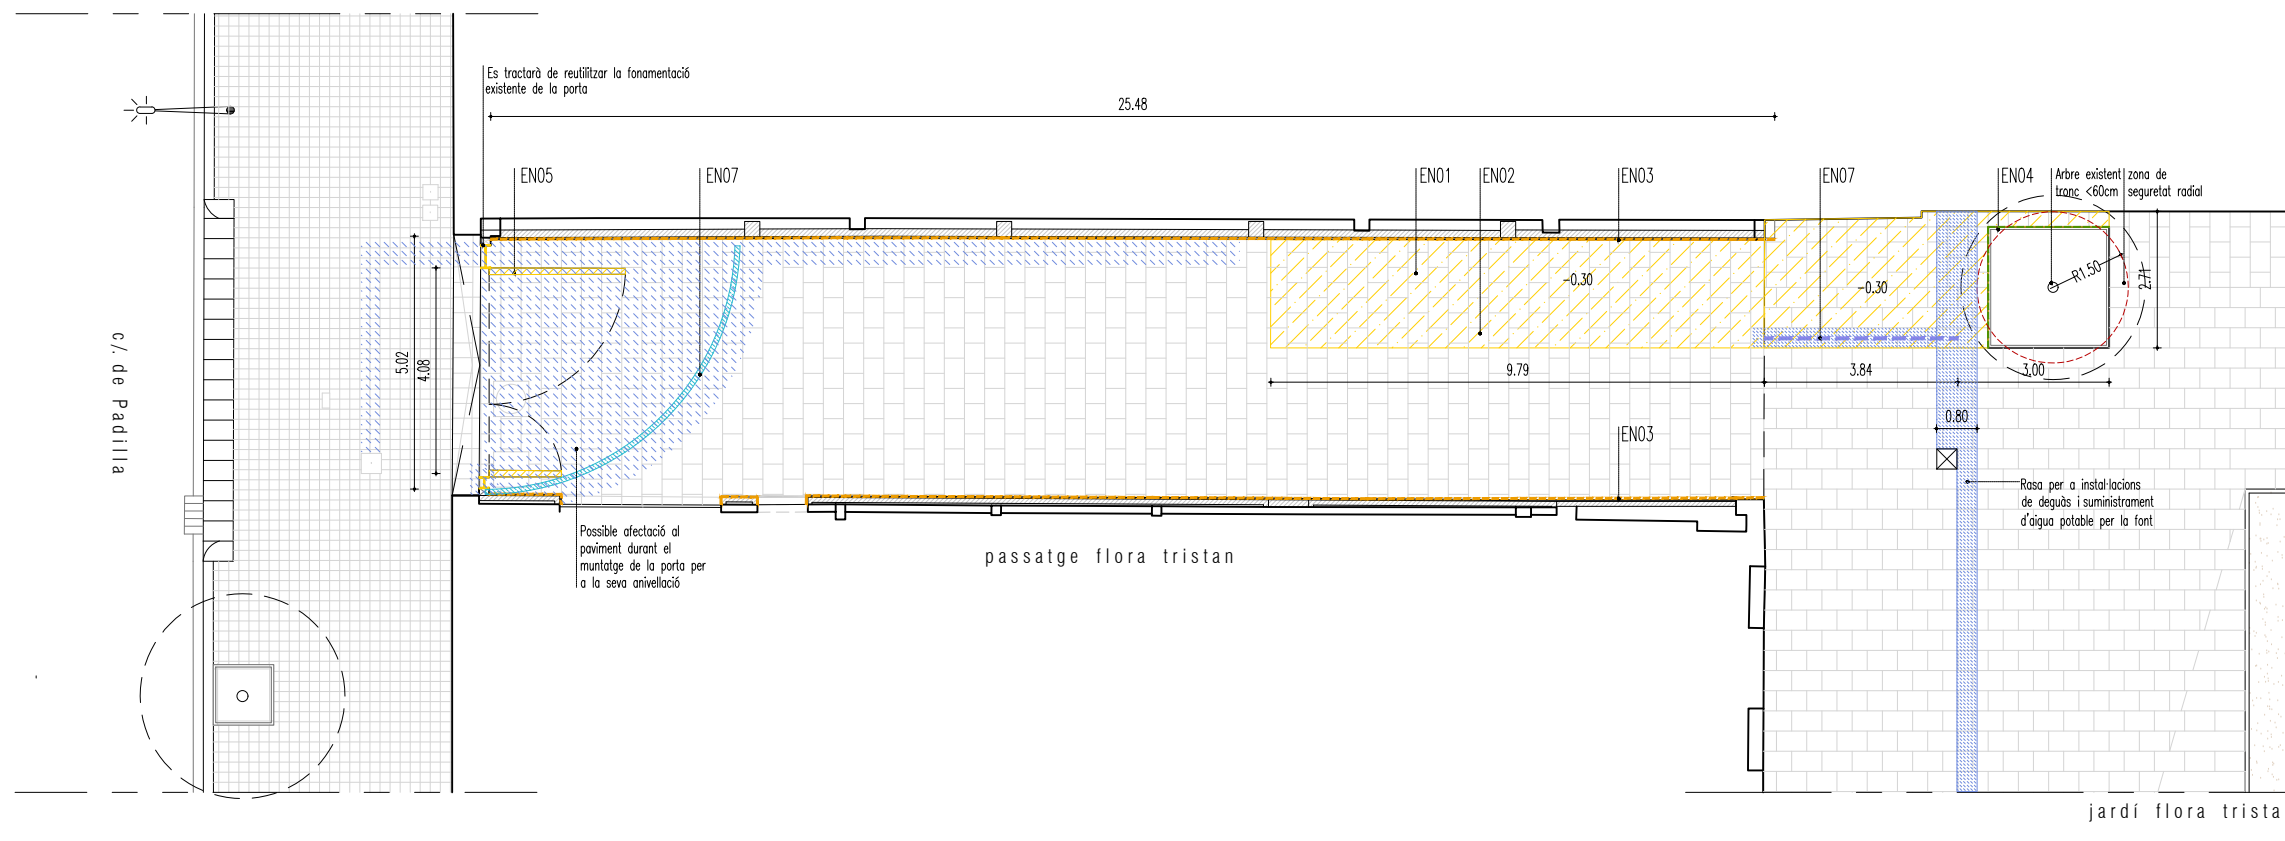 Es tractarà de reutilitzar la fonamentació
existente de la porta
25.48
EN05
EN07
EN01
EN02
EN03
EN07
EN04
Arbre existent
tronc <60cm
zona de
seguretat radial
-0.30
-0.30
R1.50
2.71
5.02
4.08
9.79
3.84
3.00
0.80
EN03
c/. de Padilla
Rasa per a instal·lacions
de deguàs i suministrament
d'aigua potable per la font
Possible afectació al
paviment durant el
muntatge de la porta per
a la seva anivellació
passatge flora tristan
jardí flora trista